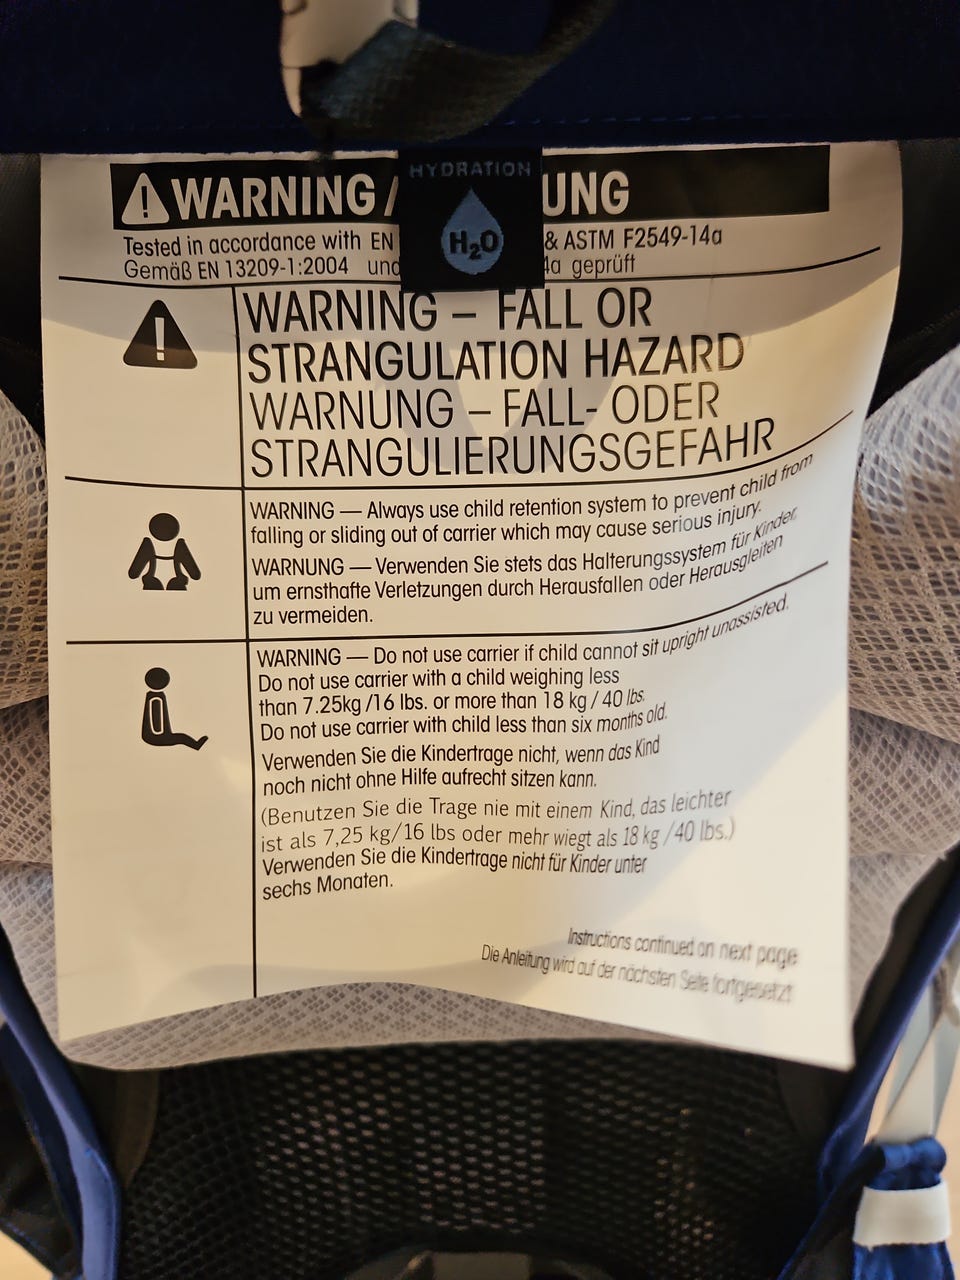 HYDRATION
H₂O
WARNING / UNG
Tested in accordance with EN & ASTM F2549-14a
Gemäß EN 13209-1:2004 und geprüft
WARNING – FALL OR
STRANGULATION HAZARD
WARNUNG – FALL- ODER
STRANGULIERUNGSGEFAHR
WARNING — Always use child retention system to prevent child from
falling or sliding out of carrier which may cause serious injury.
WARNUNG — Verwenden Sie stets das Halterungssystem für Kinder,
um ernsthafte Verletzungen durch Herausfallen oder Herausgleiten
zu vermeiden.
WARNING — Do not use carrier if child cannot sit upright unassisted.
Do not use carrier with a child weighing less
than 7.25kg /16 lbs. or more than 18 kg / 40 lbs.
Do not use carrier with child less than six months old.
Verwenden Sie die Kindertrage nicht, wenn das Kind
noch nicht ohne Hilfe aufrecht sitzen kann.
(Benutzen Sie die Trage nie mit einem Kind, das leichter
ist als 7,25 kg/16 lbs oder mehr wiegt als 18 kg /40 lbs.)
Verwenden Sie die Kindertrage nicht für Kinder unter
sechs Monaten.
Instructions continued on next page
Die Anleitung wird auf der nächsten Seite fortgesetzt